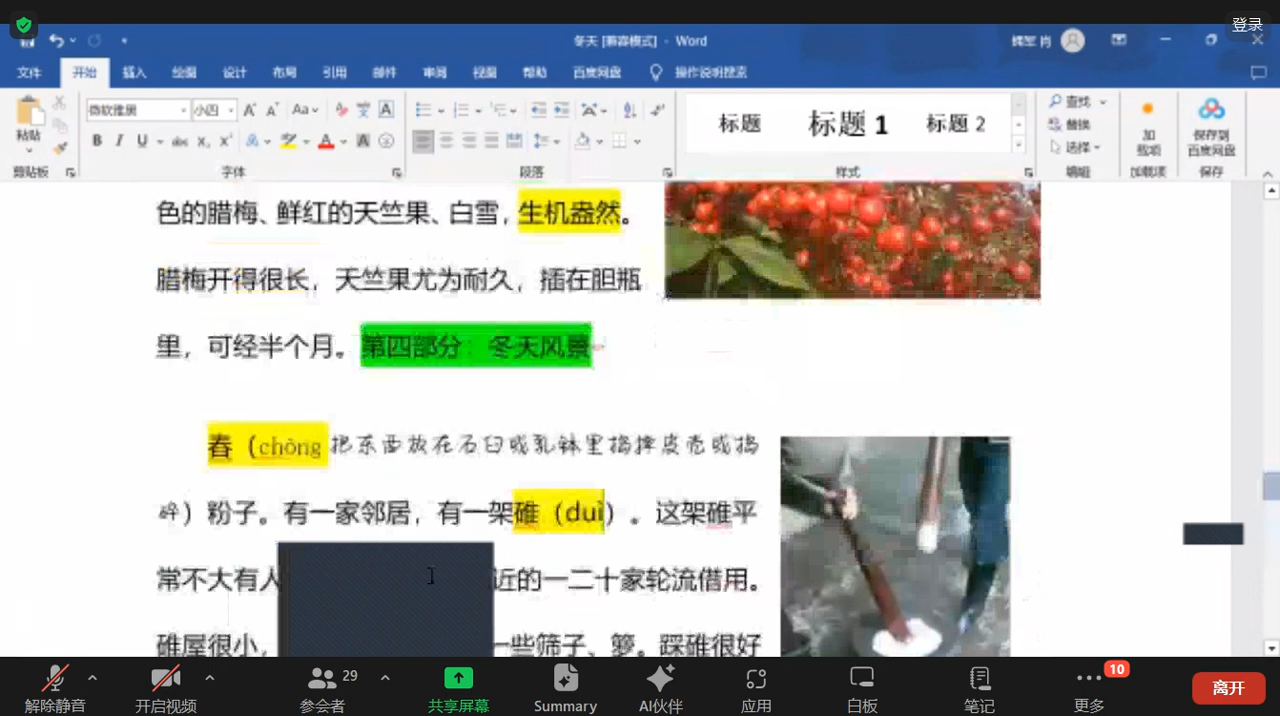 登录
冬天 [兼容模式] - Word
文件 开始 插入 绘图 设计 布局 引用 邮件 审阅 视图 帮助 百度网盘 操作说明搜索
微软雅黑 小四 Aa
粘贴
标题 标题 1 标题 2
查找
替换
选择
加载项
保存到百度网盘
剪贴板 字体 段落 样式 编辑 加载项 保存
色的腊梅、鲜红的天竺果、白雪，生机盎然。
腊梅开得很长，天竺果尤为耐久，插在胆瓶
里，可经半个月。第四部分：冬天风景
舂（chōng 把东西放在石臼或乳钵里捣掉皮壳或捣
碎）粉子。有一家邻居，有一架碓（duì）。这架碓平
常不大有人
近的一二十家轮流借用。
碓屋很小，
一些筛子、箩。踩碓很好
解除静音 开启视频 参会者 29 共享屏幕 Summary AI伙伴 应用 白板 笔记 更多 10 离开